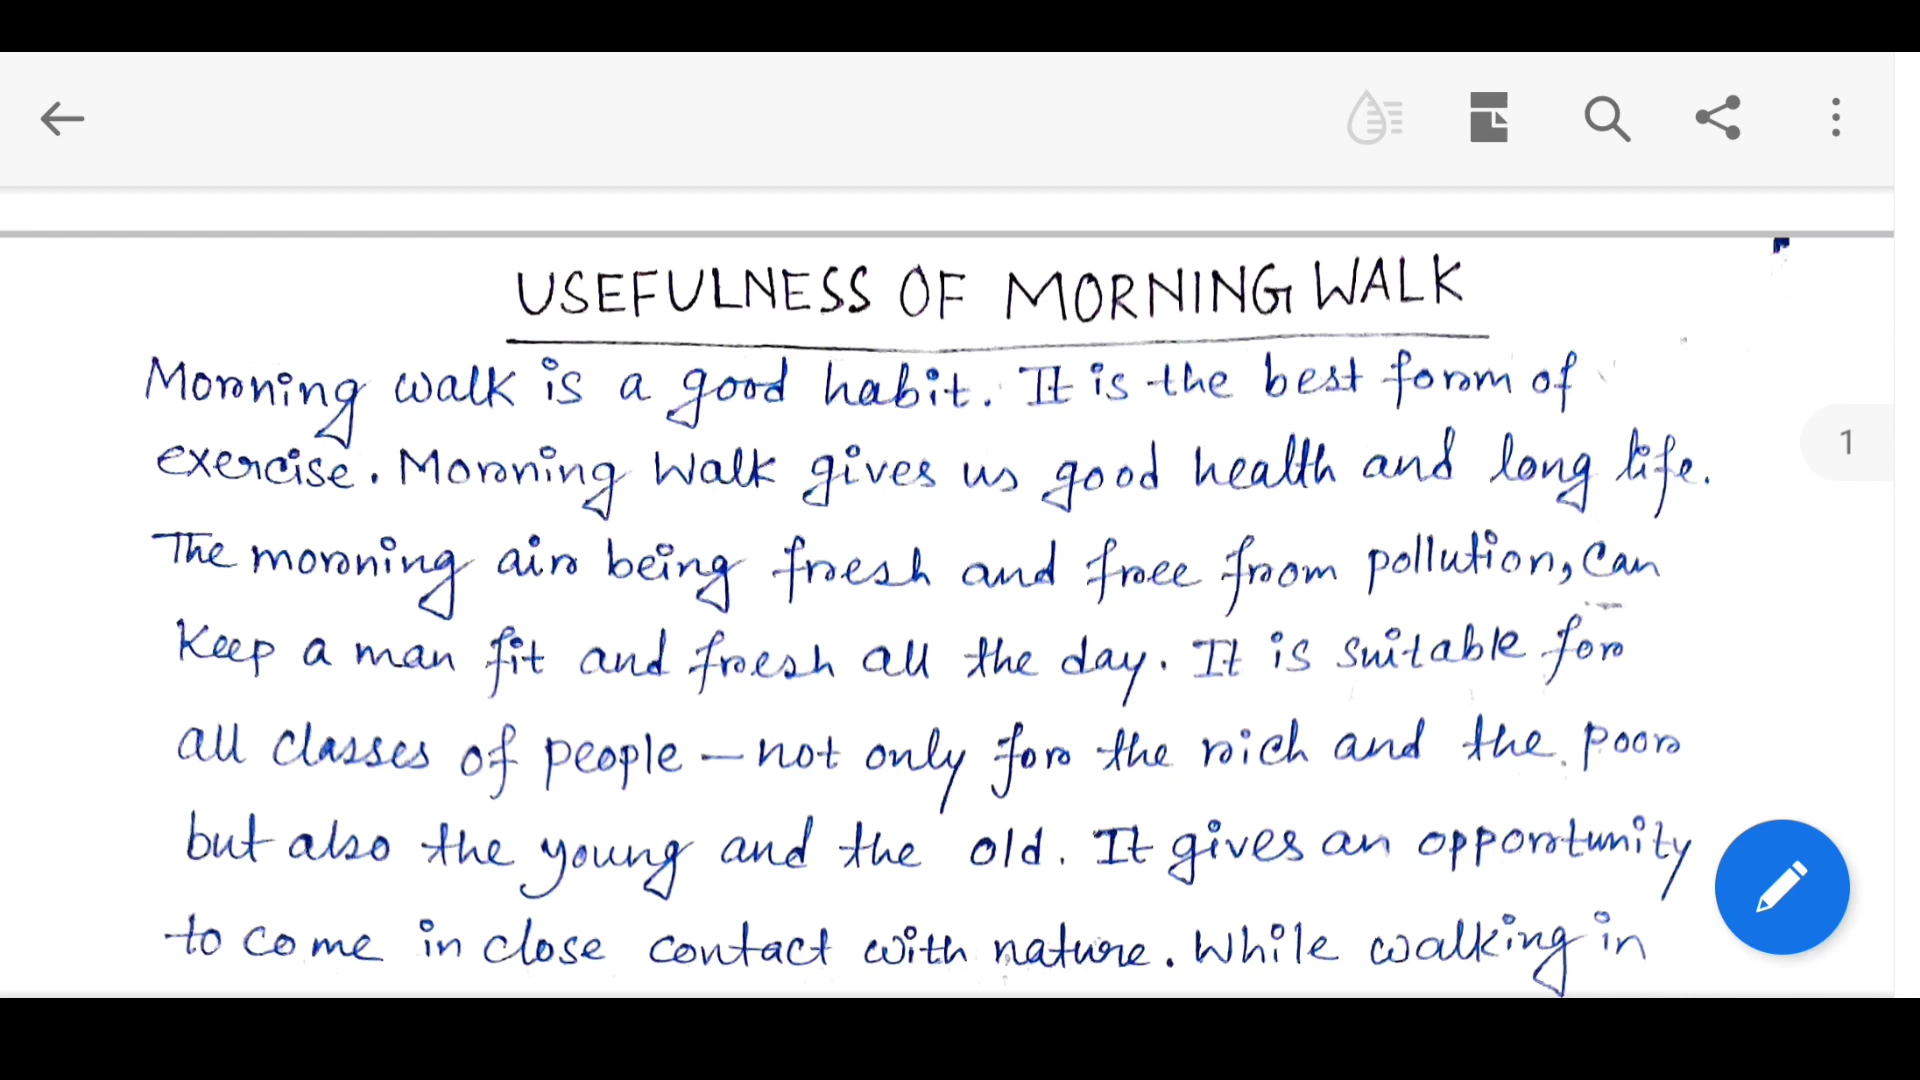 USEFULNESS OF MORNING WALK
Morning walk is a good habit. It is the best form of
1
exercise. Morning Walk gives us good health and long life.
The morning air being fresh and free from pollution, can
keep a man fit and fresh all the day. It is suitable for
all classes of people - not only for the rich and the poor
but also the young and the old. It gives an opportunity
to come in close contact with nature. While walking in